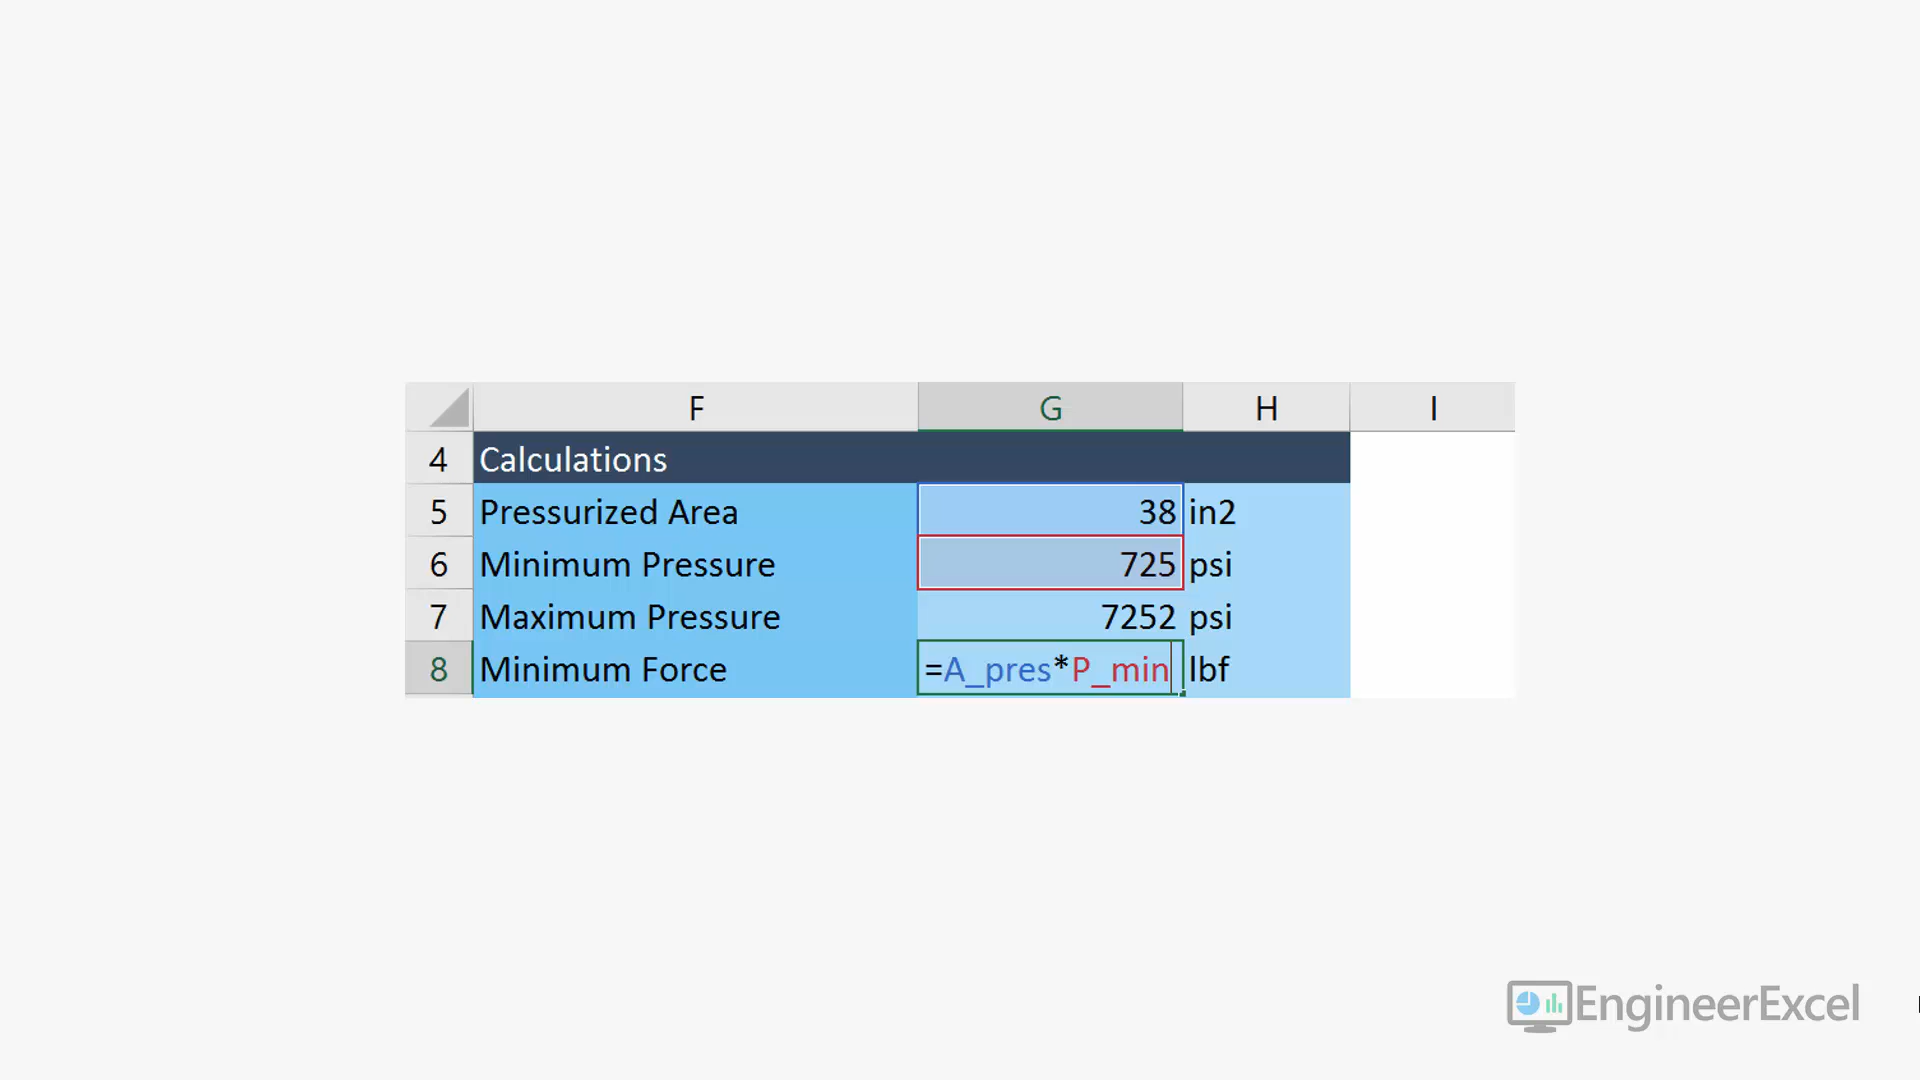 F G H I
4 Calculations
5 Pressurized Area 38 in2
6 Minimum Pressure 725 psi
7 Maximum Pressure 7252 psi
8 Minimum Force =A_pres*P_min lbf
EngineerExcel